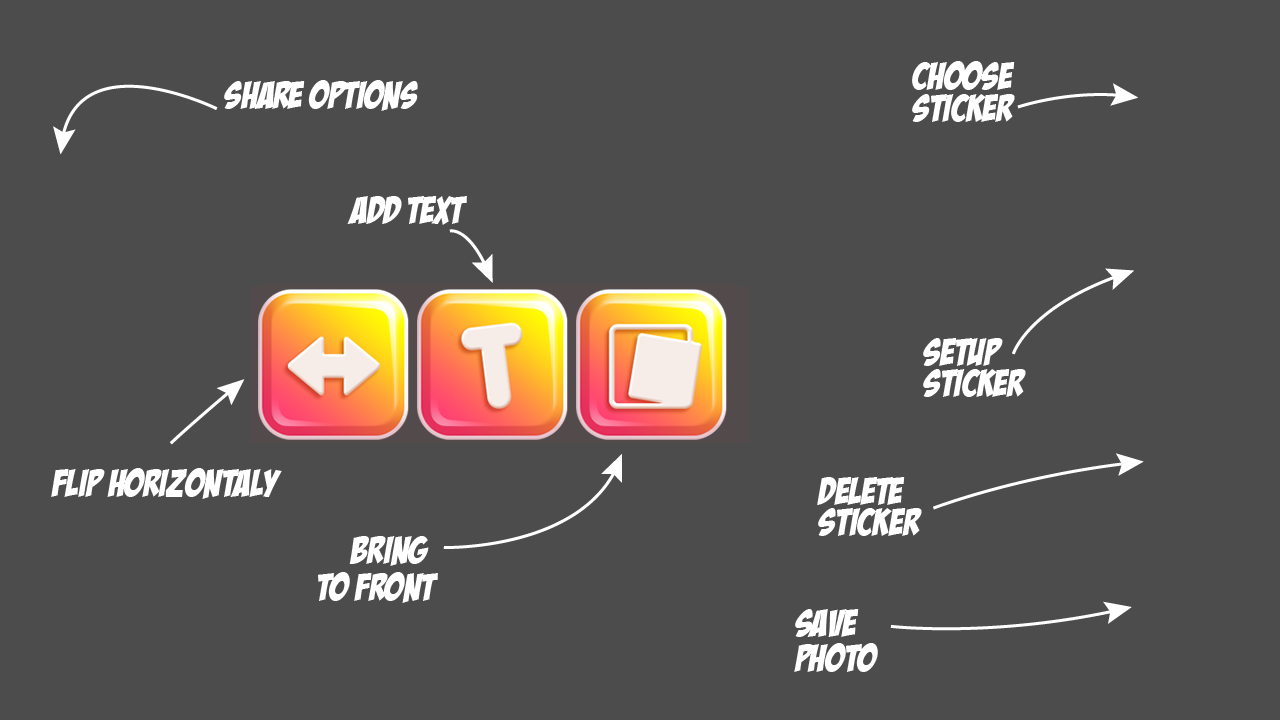 SHARE OPTIONS
CHOOSE
STICKER
ADD TEXT
T
SETUP
STICKER
FLIP HORIZONTALY
DELETE
STICKER
BRING
TO FRONT
SAVE
PHOTO